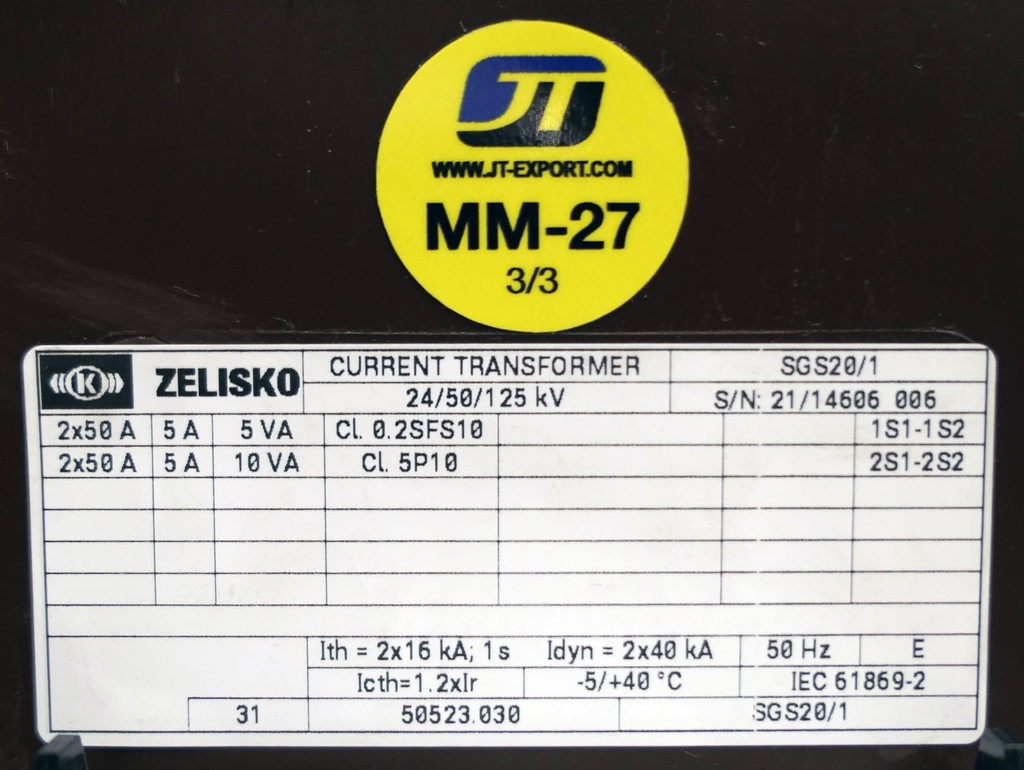 JT
WWW.JT-EXPORT.COM
MM-27
3/3
K ZELISKO
CURRENT TRANSFORMER SGS20/1
24/50/125 kV S/N: 21/14606 006
2x50 A 5 A 5 VA Cl. 0.2SFS10 1S1-1S2
2x50 A 5 A 10 VA Cl. 5P10 2S1-2S2
Ith = 2x16 kA; 1s Idyn = 2x40 kA 50 Hz E
Icth=1.2xIr -5/+40 °C IEC 61869-2
31 50523.030 SGS20/1